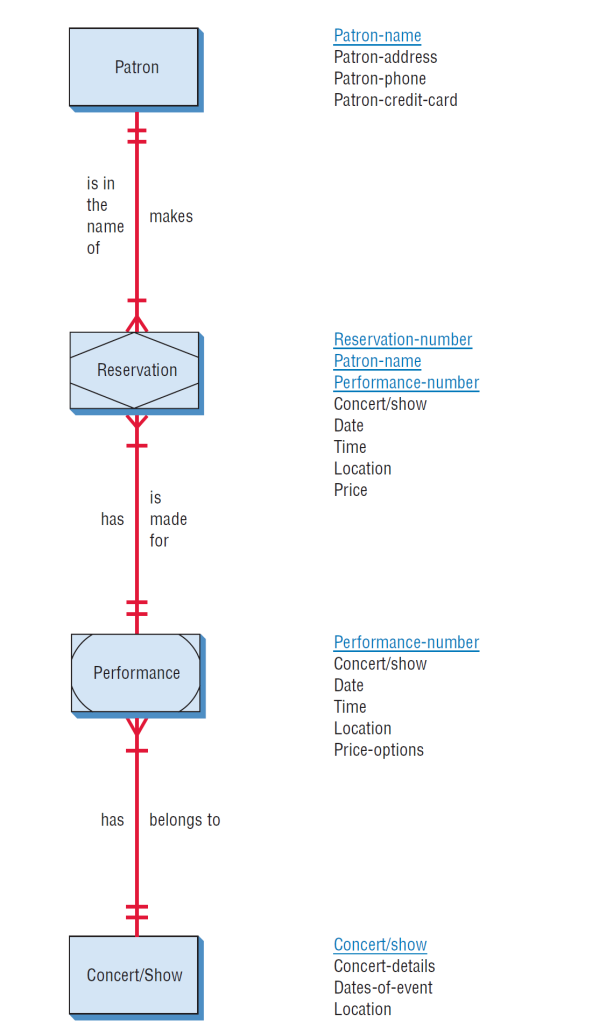 Patron
Patron-name
Patron-address
Patron-phone
Patron-credit-card
is in
the
name
of
makes
Reservation
Reservation-number
Patron-name
Performance-number
Concert/show
Date
Time
Location
Price
has
is
made
for
Performance
Performance-number
Concert/show
Date
Time
Location
Price-options
has
belongs to
Concert/Show
Concert/show
Concert-details
Dates-of-event
Location